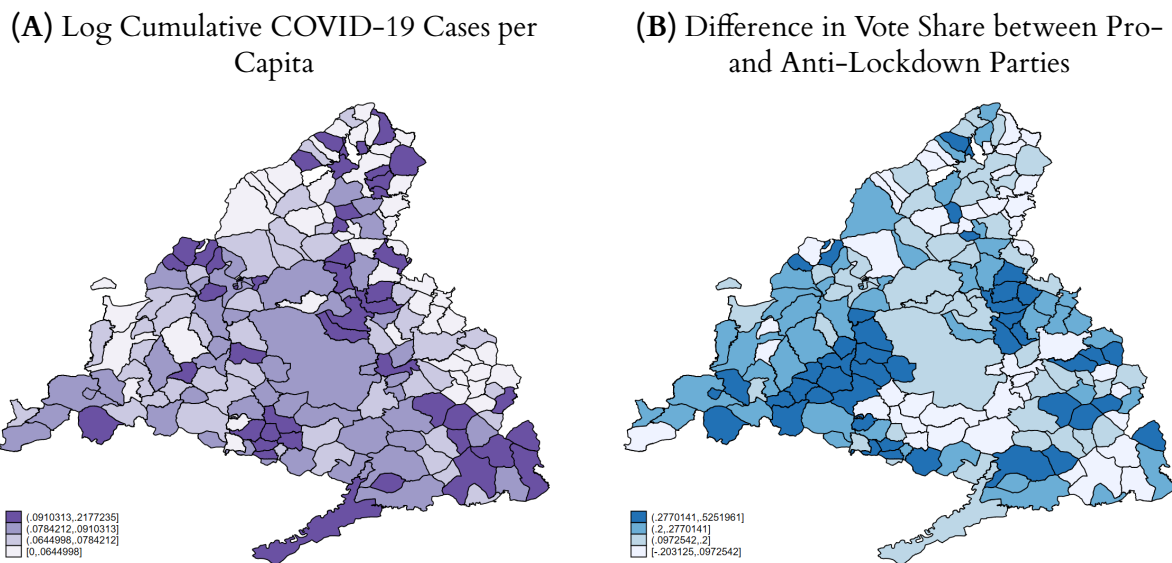 (A) Log Cumulative COVID-19 Cases per
Capita
(B) Difference in Vote Share between Pro-
and Anti-Lockdown Parties
(.0910313,.2177235]
(.0784212,.0910313]
(.0644998,.0784212]
[0,.0644998]
(.2770141,.5251961]
(.2,.2770141]
(.0972542,.2]
[-.203125,.0972542]